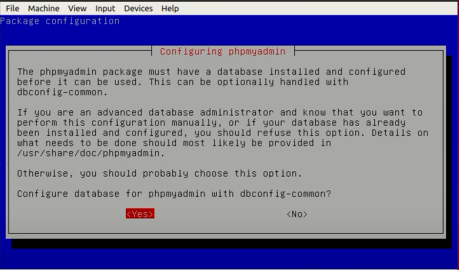 File Machine View Input Devices Help
Package configuration
Configuring phpmyadmin
The phpmyadmin package must have a database installed and configured
before it can be used. This can be optionally handled with
dbconfig-common.
If you are an advanced database administrator and know that you want to
perform this configuration manually, or if your database has already
been installed and configured, you should refuse this option. Details on
what needs to be done should most likely be provided in
/usr/share/doc/phpmyadmin.
Otherwise, you should probably choose this option.
Configure database for phpmyadmin with dbconfig-common?
<Yes> <No>